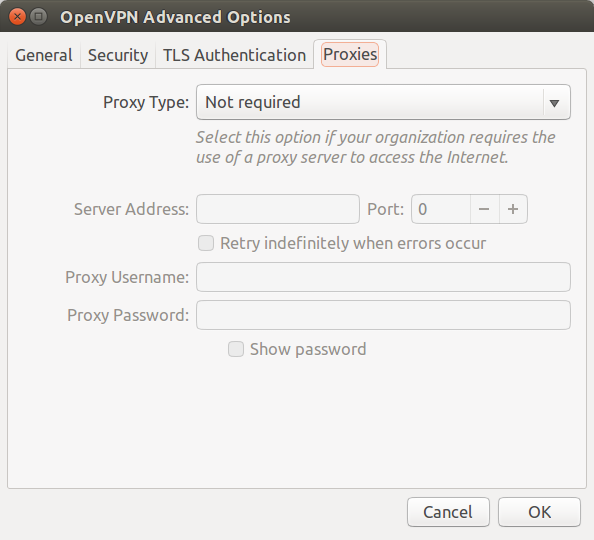 OpenVPN Advanced Options
General Security TLS Authentication Proxies
Proxy Type: Not required
Select this option if your organization requires the
use of a proxy server to access the Internet.
Server Address: Port: 0 − +
Retry indefinitely when errors occur
Proxy Username:
Proxy Password:
Show password
Cancel OK